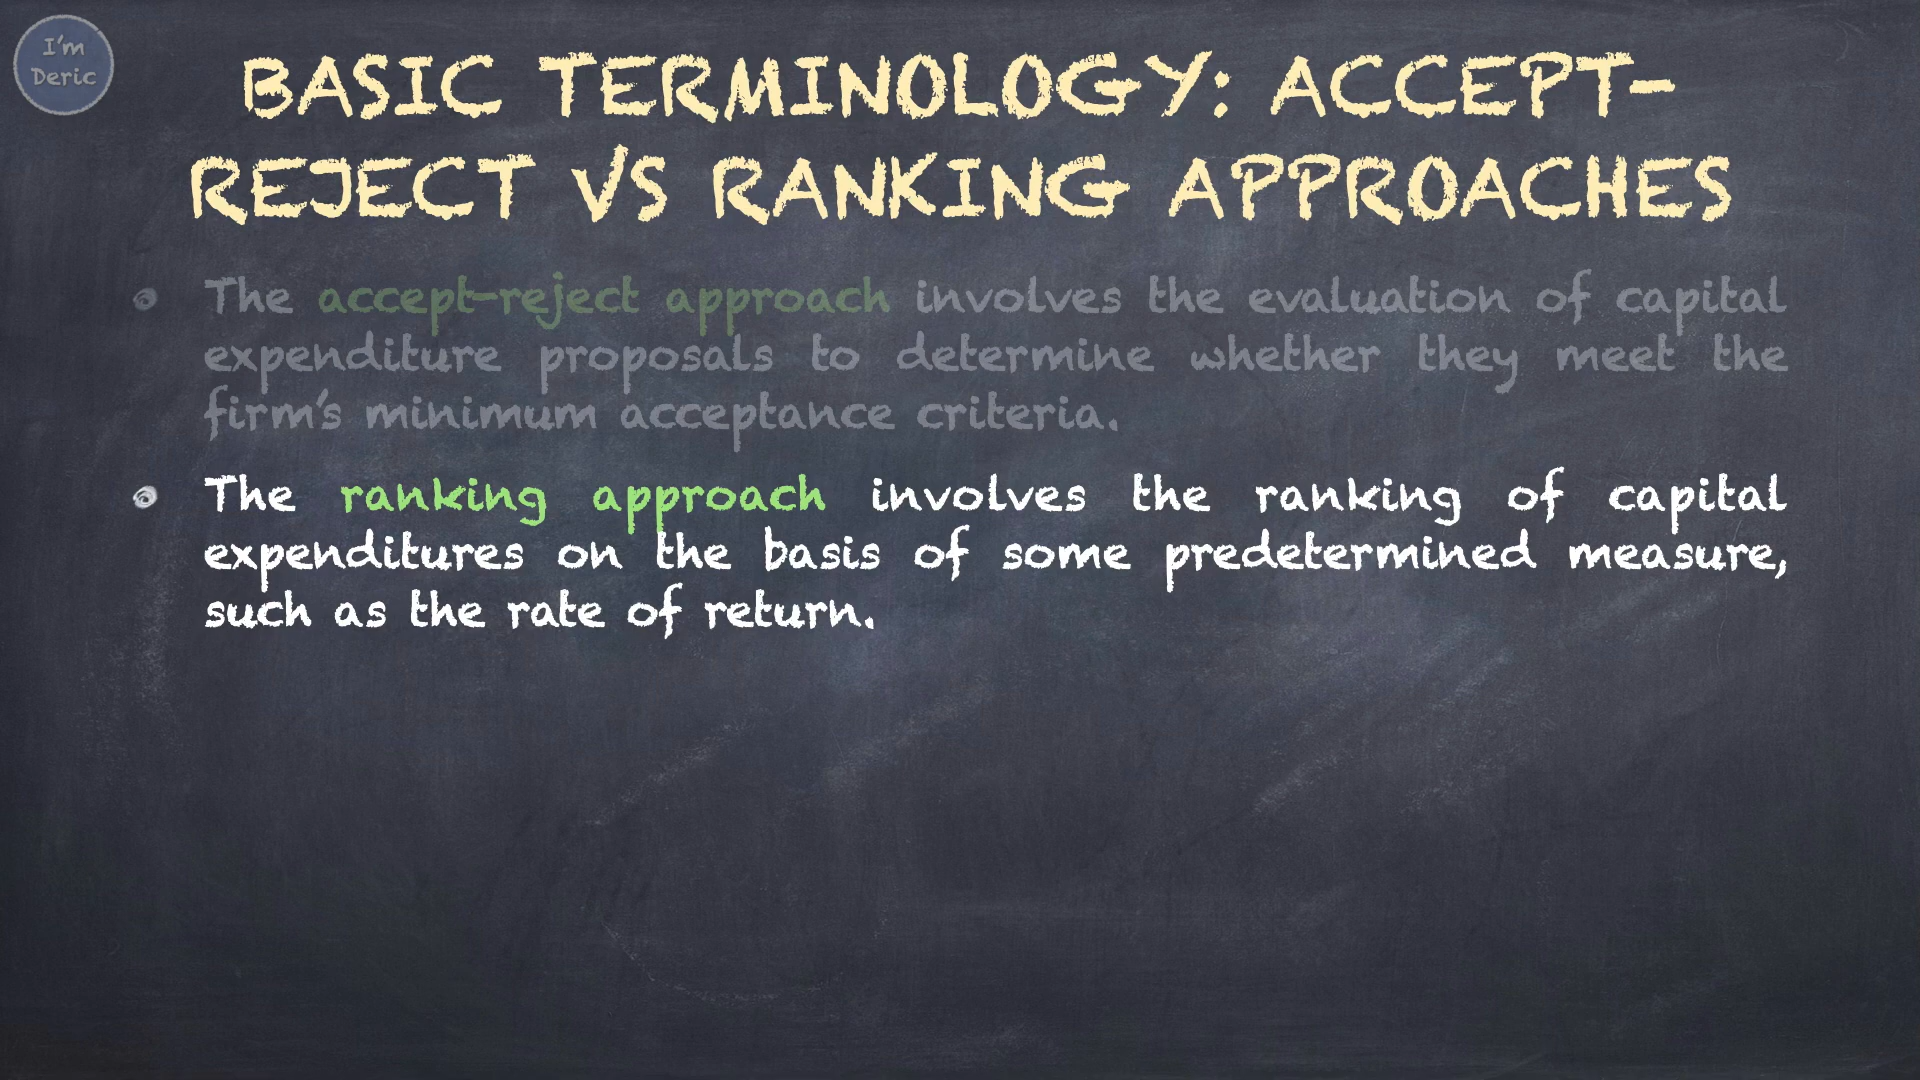 I'm
Deric
BASIC TERMINOLOGY: ACCEPT-
REJECT VS RANKING APPROACHES
The accept-reject approach involves the evaluation of capital
expenditure proposals to determine whether they meet the
firm's minimum acceptance criteria.
The ranking approach involves the ranking of capital
expenditures on the basis of some predetermined measure,
such as the rate of return.